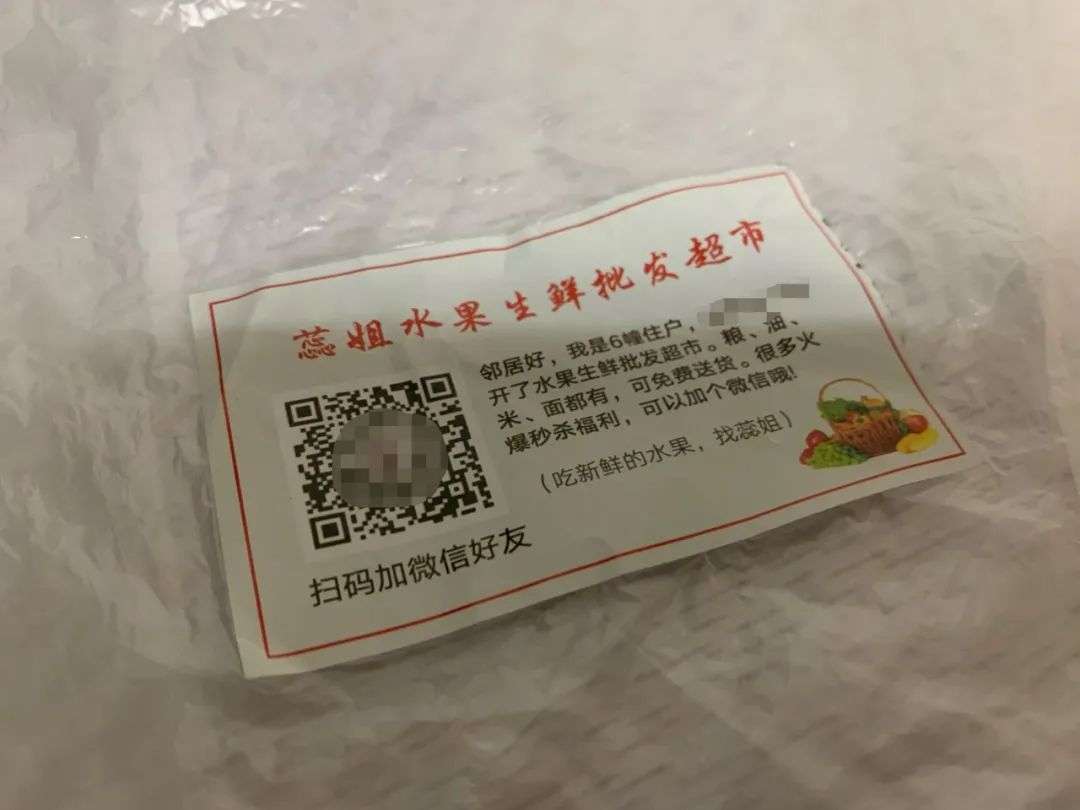 蕊姐水果生鲜批发超市
邻居好，我是6幢住户，
开了水果生鲜批发超市。粮、油、
米、面都有，可免费送货。很多火
爆秒杀福利，可以加个微信哦!
（吃新鲜的水果，找蕊姐）
扫码加微信好友